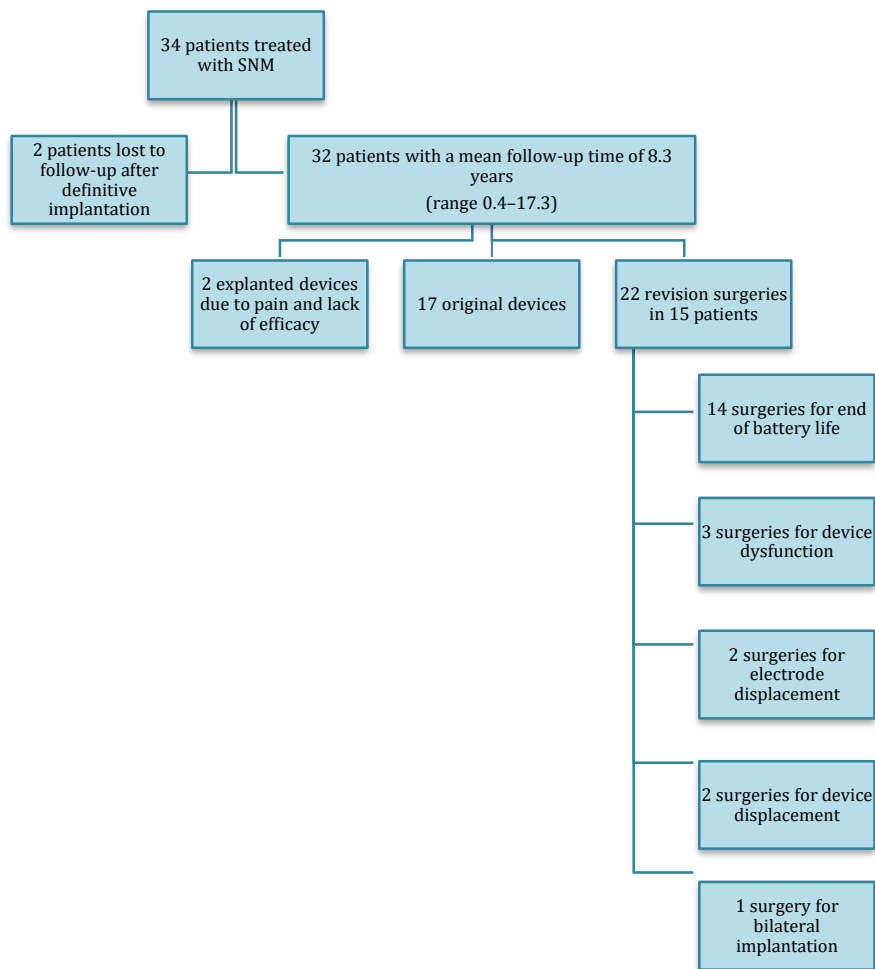 34 patients treated
with SNM
2 patients lost to
follow-up after
definitive
implantation
32 patients with a mean follow-up time of 8.3
years
(range 0.4–17.3)
2 explanted devices
due to pain and lack
of efficacy
17 original devices
22 revision surgeries
in 15 patients
14 surgeries for end
of battery life
3 surgeries for device
dysfunction
2 surgeries for
electrode
displacement
2 surgeries for device
displacement
1 surgery for
bilateral
implantation